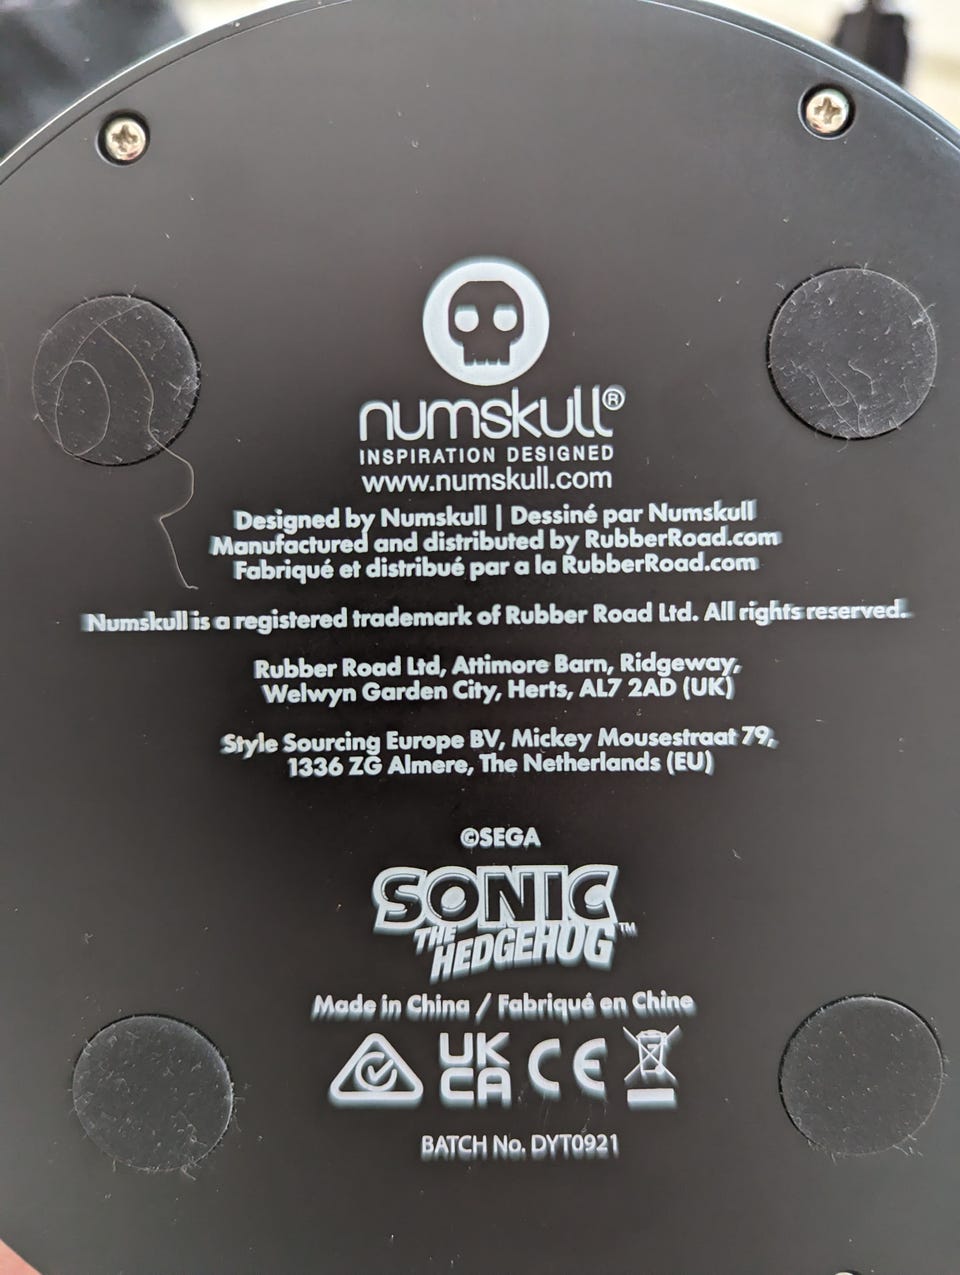 numskull®
INSPIRATION DESIGNED
www.numskull.com
Designed by Numskull | Dessiné par Numskull
Manufactured and distributed by RubberRoad.com
Fabriqué et distribué par a la RubberRoad.com
Numskull is a registered trademark of Rubber Road Ltd. All rights reserved.
Rubber Road Ltd, Attimore Barn, Ridgeway,
Welwyn Garden City, Herts, AL7 2AD (UK)
Style Sourcing Europe BV, Mickey Mousestraat 79,
1336 ZG Almere, The Netherlands (EU)
©SEGA
SONIC
THE
HEDGEHOG™
Made in China / Fabriqué en Chine
UK
CA CE
BATCH No. DYT0921